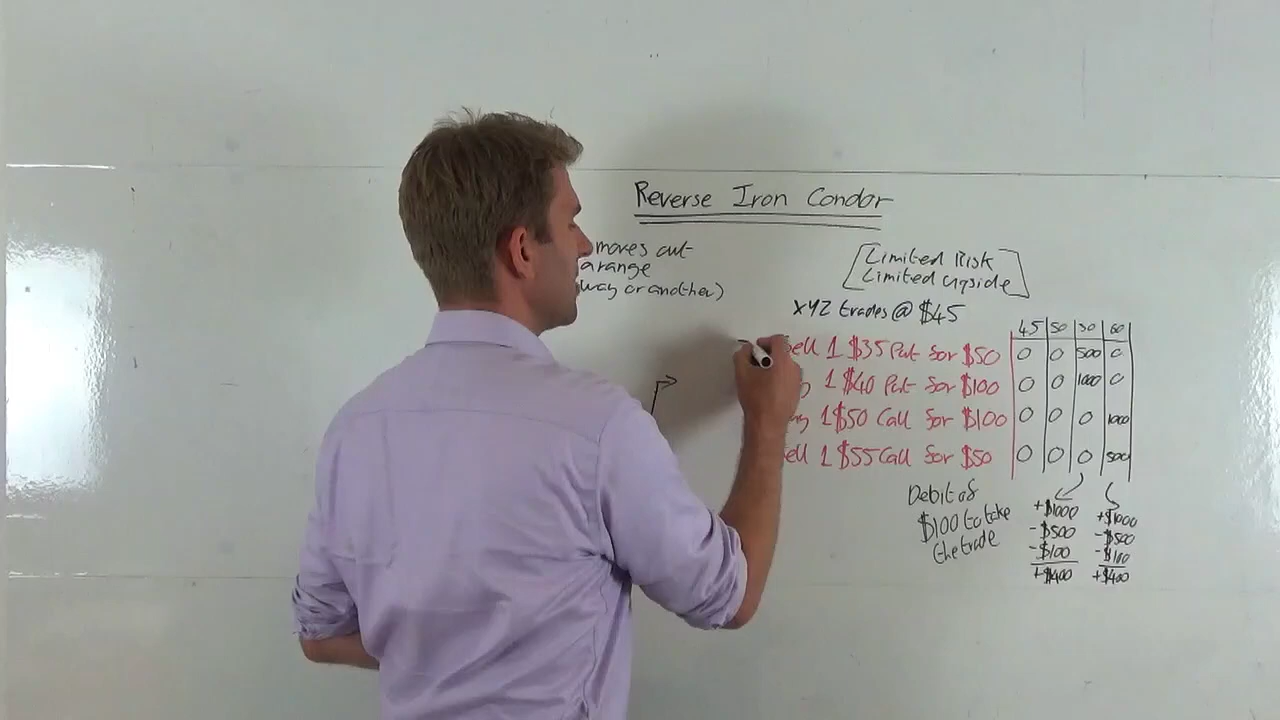 Reverse Iron Condor
moves out
a range
way or another)
[Limited Risk
Limited Upside]
XYZ trades @ $45
45 50 30 60
ell 1 $35 Put for $50 0 0 500 0
1 $40 Put for $100 0 0 1000 0
1 $50 Call for $100 0 0 0 1000
ell 1 $55 Call for $50 0 0 0 500
Debit of
$100 to take
the trade
+$1000
-$500
-$100
+$400
+$1000
-$500
-$100
+$400